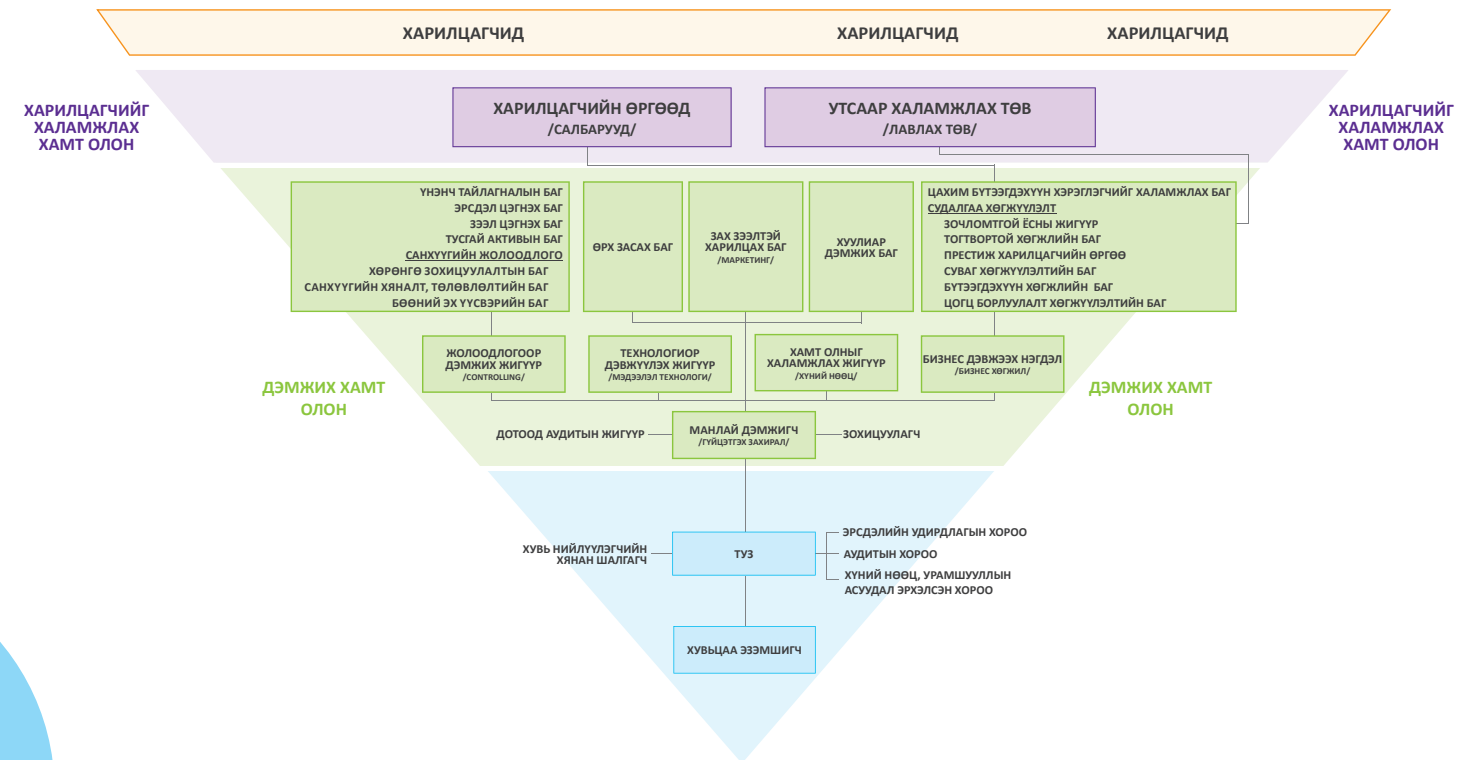 ХАРИЛЦАГЧИД
ХАРИЛЦАГЧИД
ХАРИЛЦАГЧИД
ХАРИЛЦАГЧИЙГ
ХАЛАМЖЛАХ
ХАМТ ОЛОН
ХАРИЛЦАГЧИЙН ӨРГӨӨД
/САЛБАРУУД/
УТСААР ХАЛАМЖЛАХ ТӨВ
/ЛАВЛАХ ТӨВ/
ХАРИЛЦАГЧИЙГ
ХАЛАМЖЛАХ
ХАМТ ОЛОН
ҮНЭНЧ ТАЙЛАГНАЛЫН БАГ
ЭРСДЭЛ ЦЭГНЭХ БАГ
ЗЭЭЛ ЦЭГНЭХ БАГ
ТУСГАЙ АКТИВЫН БАГ
САНХҮҮГИЙН ЖОЛООДЛОГО
ХӨРӨНГӨ ЗОХИЦУУЛАЛТЫН БАГ
САНХҮҮГИЙН ХЯНАЛТ, ТӨЛӨВЛӨЛТИЙН БАГ
БӨӨНИЙ ЭХ ҮҮСВЭРИЙН БАГ
ӨРХ ЗАСАХ БАГ
ЗАХ ЗЭЭЛТЭЙ
ХАРИЛЦАХ БАГ
/МАРКЕТИНГ/
ХУУЛИАР
ДЭМЖИХ БАГ
ЦАХИМ БҮТЭЭГДЭХҮҮН ХЭРЭГЛЭГЧИЙГ ХАЛАМЖЛАХ БАГ
СУДАЛГАА ХӨГЖҮҮЛЭЛТ
ЗОЧЛОМТГОЙ ЁСНЫ ЖИГҮҮР
ТОГТВОРТОЙ ХӨГЖЛИЙН БАГ
ПРЕСТИЖ ХАРИЛЦАГЧИЙН ӨРГӨӨ
СУВАГ ХӨГЖҮҮЛЭЛТИЙН БАГ
БҮТЭЭГДЭХҮҮН ХӨГЖЛИЙН БАГ
ЦОГЦ БОРЛУУЛАЛТ ХӨГЖҮҮЛЭЛТИЙН БАГ
ЖОЛООДЛОГООР
ДЭМЖИХ ЖИГҮҮР
/CONTROLLING/
ТЕХНОЛОГИОР
ДЭВЖҮҮЛЭХ ЖИГҮҮР
/МЭДЭЭЛЭЛ ТЕХНОЛОГИ/
ХАМТ ОЛНЫГ
ХАЛАМЖЛАХ ЖИГҮҮР
/ХҮНИЙ НӨӨЦ/
БИЗНЕС ДЭВЖЭЭХ НЭГДЭЛ
/БИЗНЕС ХӨГЖИЛ/
ДЭМЖИХ ХАМТ
ОЛОН
ДЭМЖИХ ХАМТ
ОЛОН
ДОТООД АУДИТЫН ЖИГҮҮР
МАНЛАЙ ДЭМЖИГЧ
/ГҮЙЦЭТГЭХ ЗАХИРАЛ/
ЗОХИЦУУЛАГЧ
ХУВЬ НИЙЛҮҮЛЭГЧИЙН
ХЯНАН ШАЛГАГЧ
ТУЗ
ЭРСДЭЛИЙН УДИРДЛАГЫН ХОРОО
АУДИТЫН ХОРОО
ХҮНИЙ НӨӨЦ, УРАМШУУЛЛЫН
АСУУДАЛ ЭРХЭЛСЭН ХОРОО
ХУВЬЦАА ЭЗЭМШИГЧ